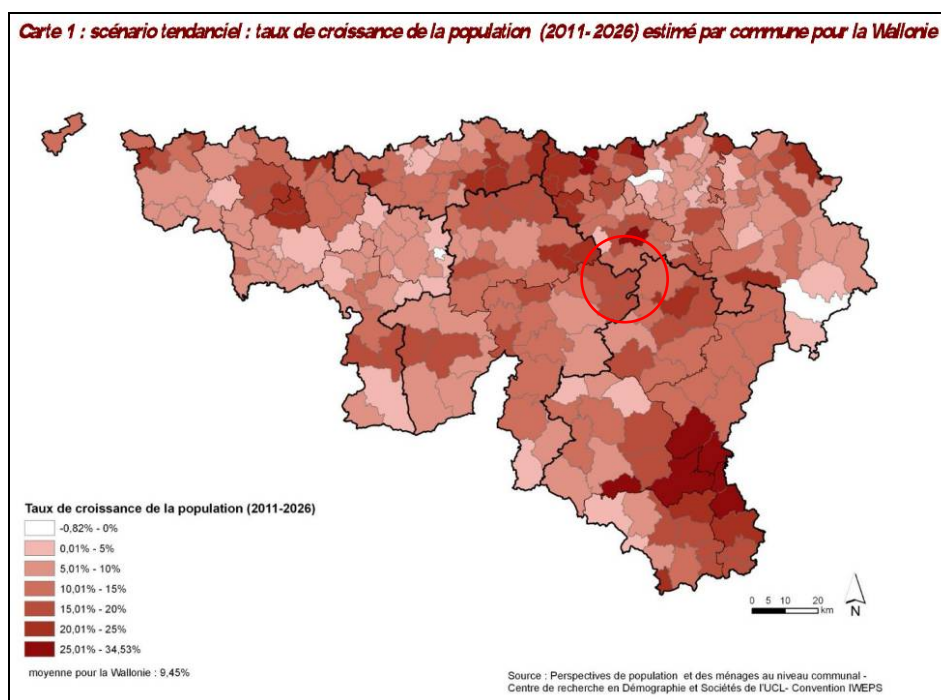 Carte 1 : scénario tendanciel : taux de croissance de la population (2011- 2026) estimé par commune pour la Wallonie
Taux de croissance de la population (2011-2026)
-0,82% - 0%
0,01% - 5%
5,01% - 10%
10,01% - 15%
15,01% - 20%
20,01% - 25%
25,01% - 34,53%
moyenne pour la Wallonie : 9,45%
0 5 10 20
km
N
Source : Perspectives de population et des ménages au niveau communal -
Centre de recherche en Démographie et Sociétés de l'UCL- Convention IWEPS